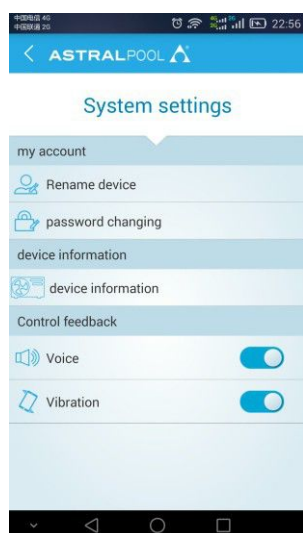 中国电信 4G
中国联通 2G
22:56
ASTRALPOOL
System settings
my account
Rename device
password changing
device information
device information
Control feedback
Voice
Vibration